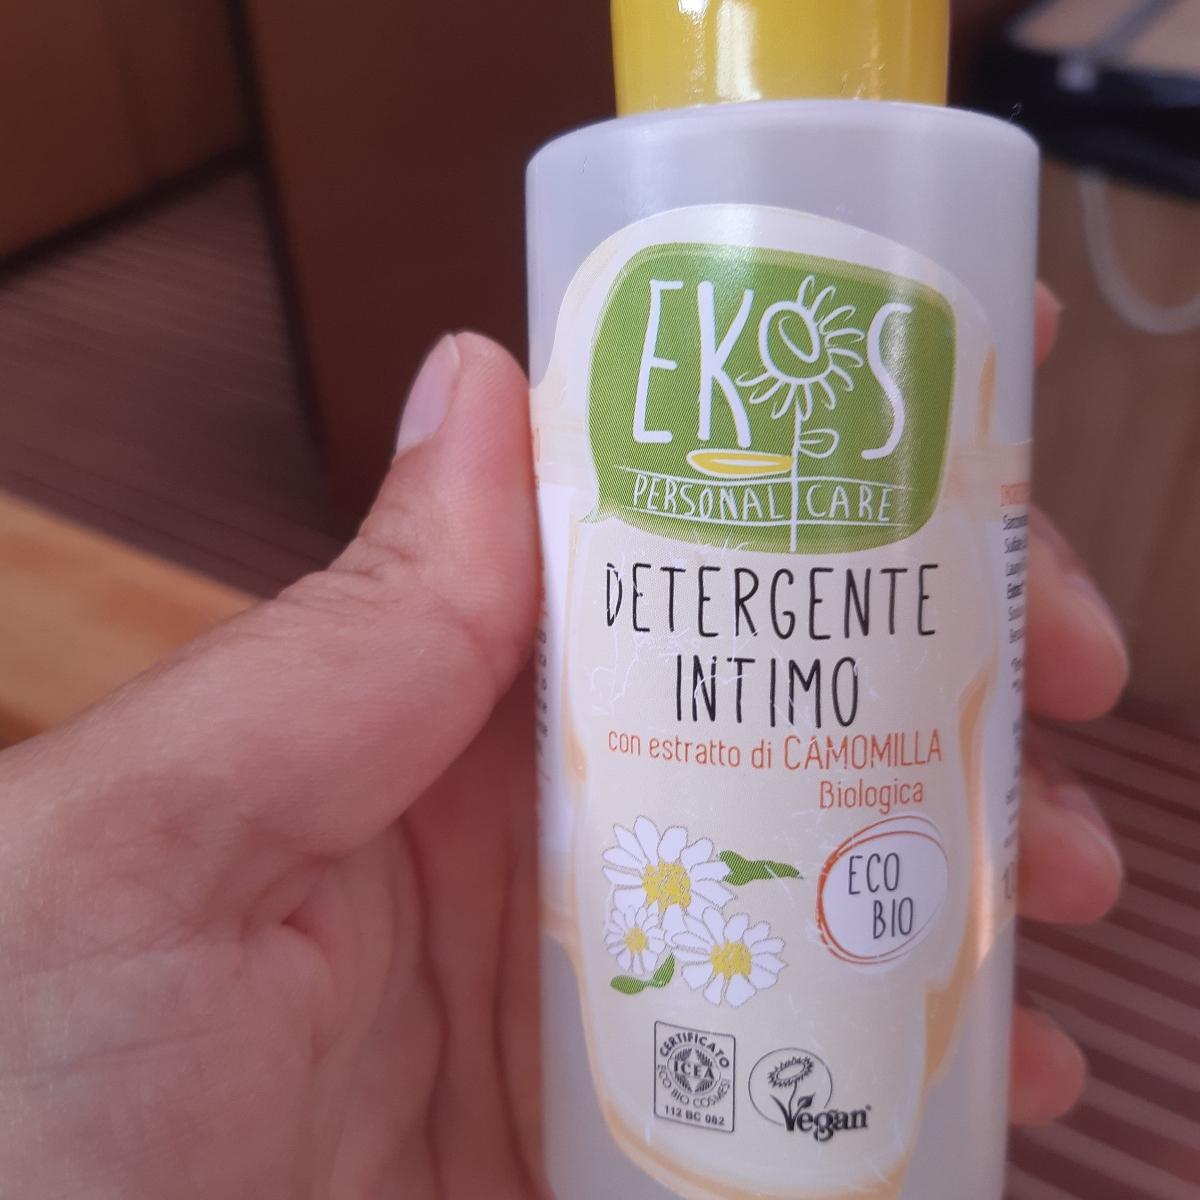 EKOS
PERSONAL CARE
DETERGENTE
INTIMO
con estratto di CAMOMILLA
Biologica
ECO
BIO
CERTIFICATO
ICEA
ECO BIO COSMESI
112 BC 082
Vegan